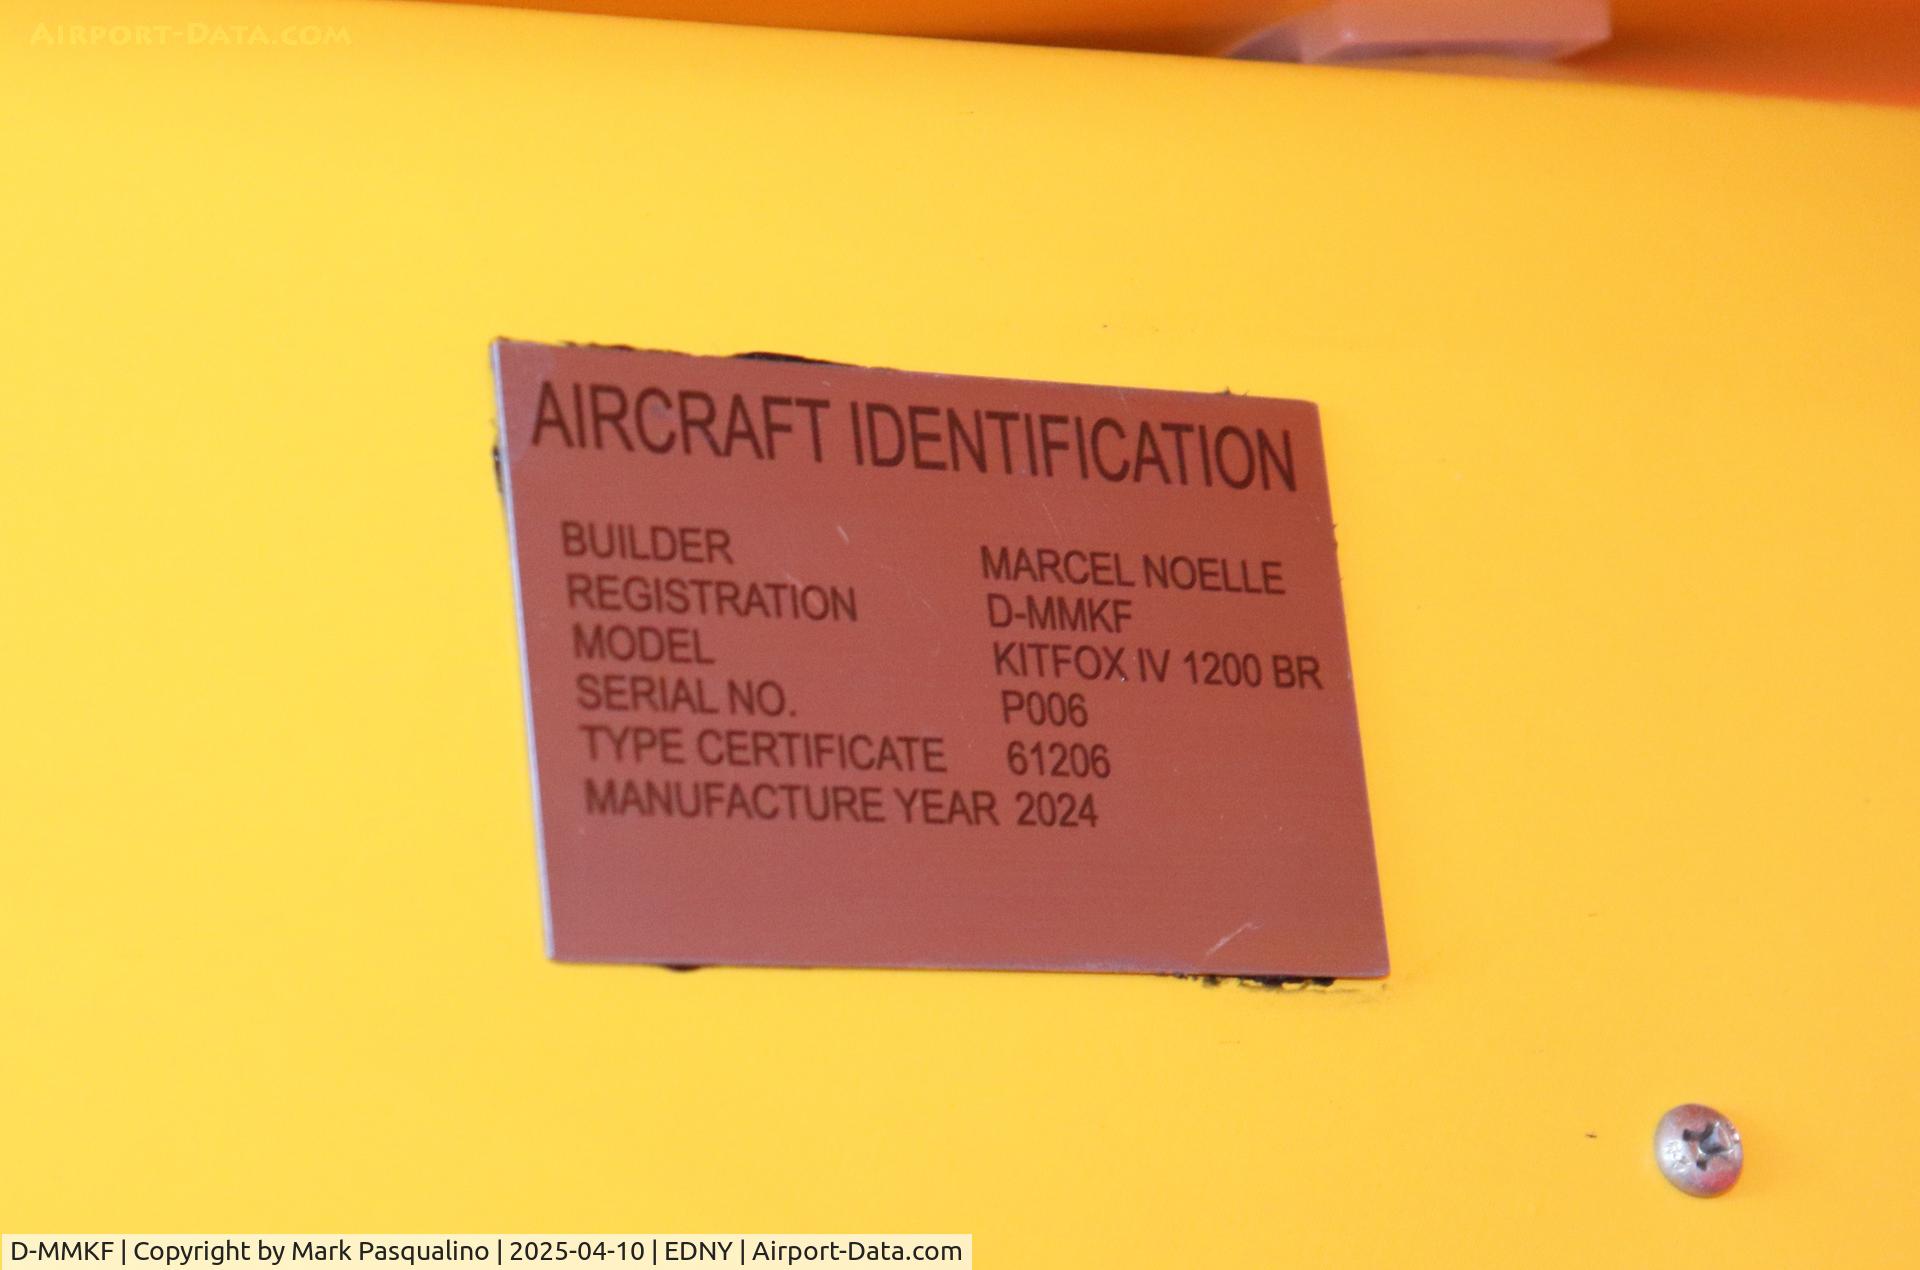 AIRPORT-DATA.COM
AIRCRAFT IDENTIFICATION
BUILDER MARCEL NOELLE
REGISTRATION D-MMKF
MODEL KITFOX IV 1200 BR
SERIAL NO. P006
TYPE CERTIFICATE 61206
MANUFACTURE YEAR 2024
D-MMKF | Copyright by Mark Pasqualino | 2025-04-10 | EDNY | Airport-Data.com